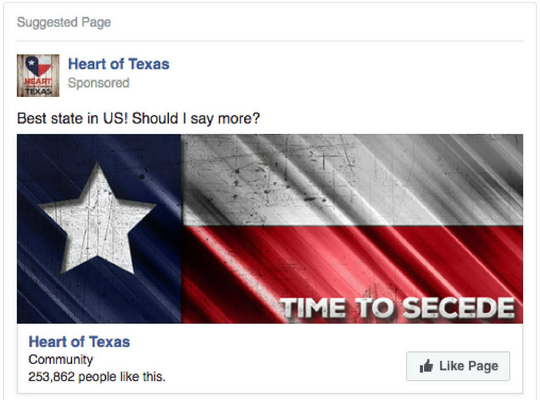 Suggested Page
HEART
TEXAS
Heart of Texas
Sponsored
Best state in US! Should I say more?
TIME TO SECEDE
Heart of Texas
Community
253,862 people like this.
Like Page